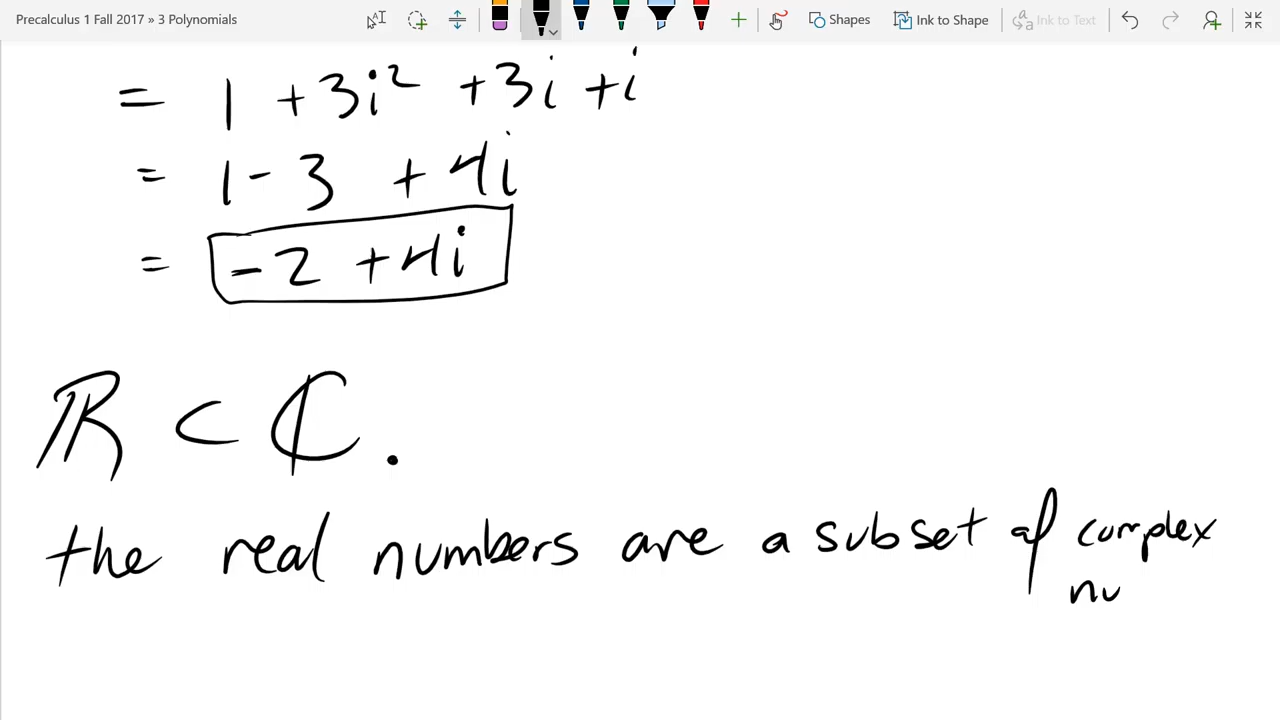 Precalculus 1 Fall 2017 » 3 Polynomials
Shapes Ink to Shape Ink to Text
= 1 + 3i² + 3i + i
= 1 - 3 + 4i
= -2 + 4i
ℝ ⊂ ℂ.
the real numbers are a subset of complex
nu